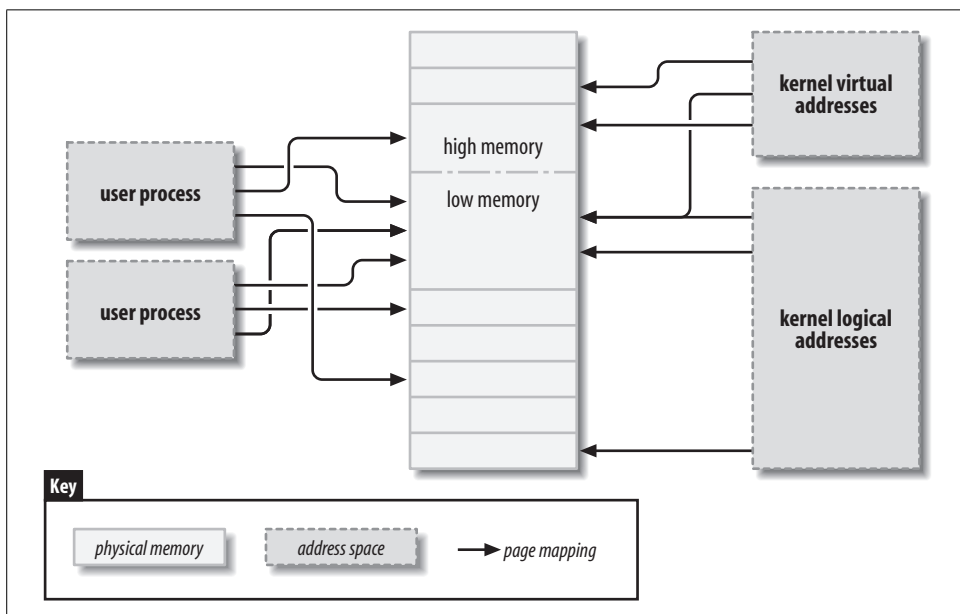 kernel virtual
addresses
high memory
low memory
user process
user process
kernel logical
addresses
Key
physical memory
address space
page mapping